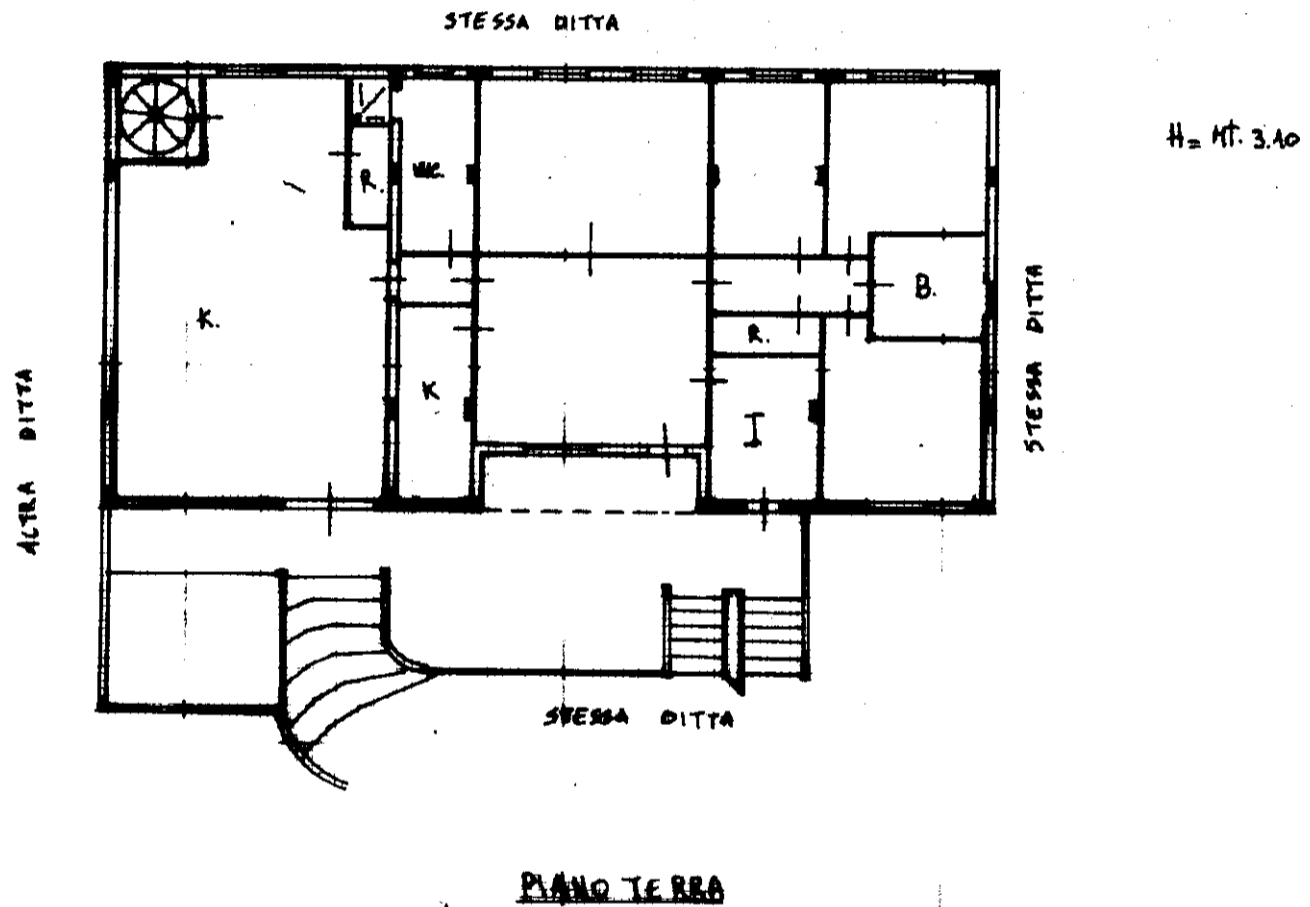 STESSA DITTA
H= MT. 3.10
WC.
R.
K.
B.
R.
K
I
ALTRA DITTA
STESSA DITTA
STESSA DITTA
PIANO TERRA